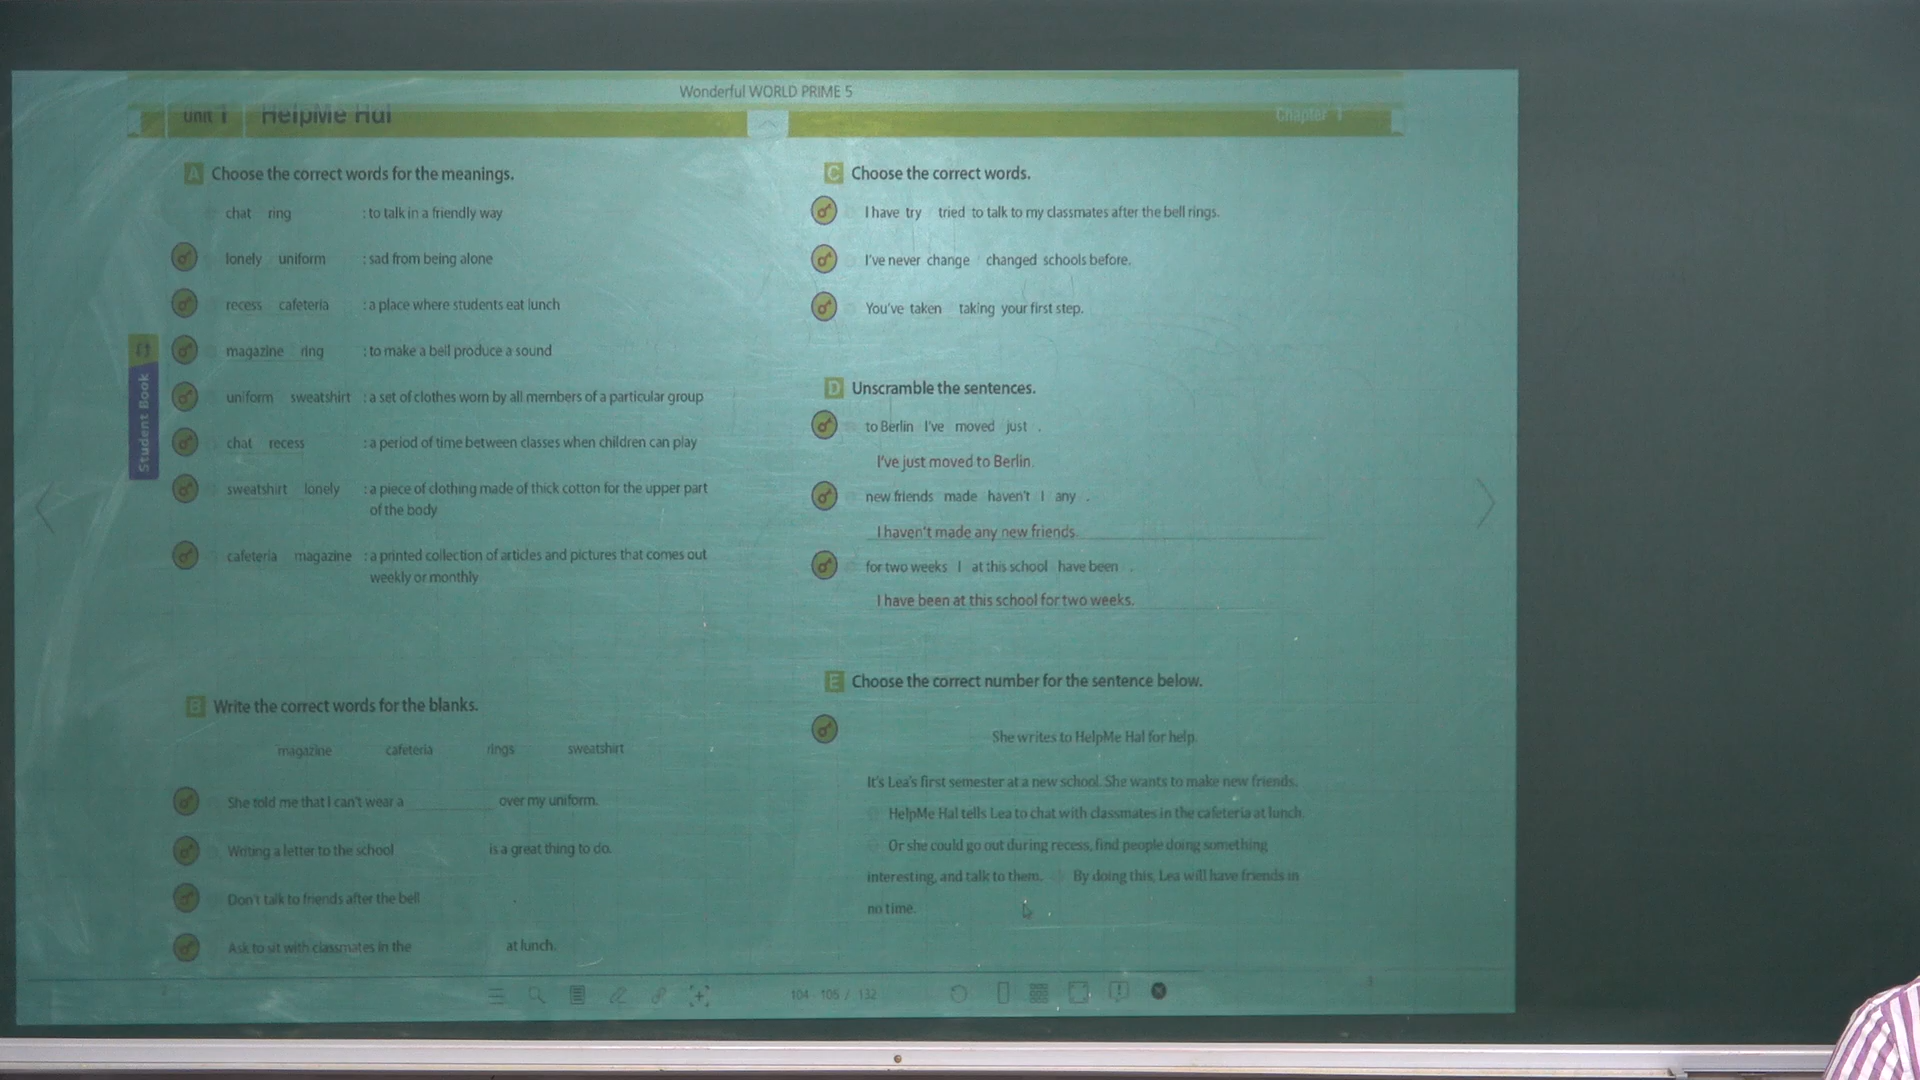 Wonderful WORLD PRIME 5
unit 1 HelpMe Hal
Chapter 1
Student Book
A Choose the correct words for the meanings.
chat ring : to talk in a friendly way
lonely uniform : sad from being alone
recess cafeteria : a place where students eat lunch
magazine ring : to make a bell produce a sound
uniform sweatshirt : a set of clothes worn by all members of a particular group
chat recess : a period of time between classes when children can play
sweatshirt lonely : a piece of clothing made of thick cotton for the upper part
of the body
cafeteria magazine : a printed collection of articles and pictures that comes out
weekly or monthly
B Write the correct words for the blanks.
magazine cafeteria rings sweatshirt
She told me that I can't wear a over my uniform.
Writing a letter to the school is a great thing to do.
Don't talk to friends after the bell .
Ask to sit with classmates in the at lunch.
C Choose the correct words.
I have try tried to talk to my classmates after the bell rings.
I've never change changed schools before.
You've taken taking your first step.
D Unscramble the sentences.
to Berlin I've moved just .
I've just moved to Berlin.
new friends made haven't I any .
I haven't made any new friends.
for two weeks I at this school have been .
I have been at this school for two weeks.
E Choose the correct number for the sentence below.
She writes to HelpMe Hal for help.
It's Lea's first semester at a new school. She wants to make new friends.
HelpMe Hal tells Lea to chat with classmates in the cafeteria at lunch.
Or she could go out during recess, find people doing something
interesting, and talk to them. By doing this, Lea will have friends in
no time.
104 - 105 / 132